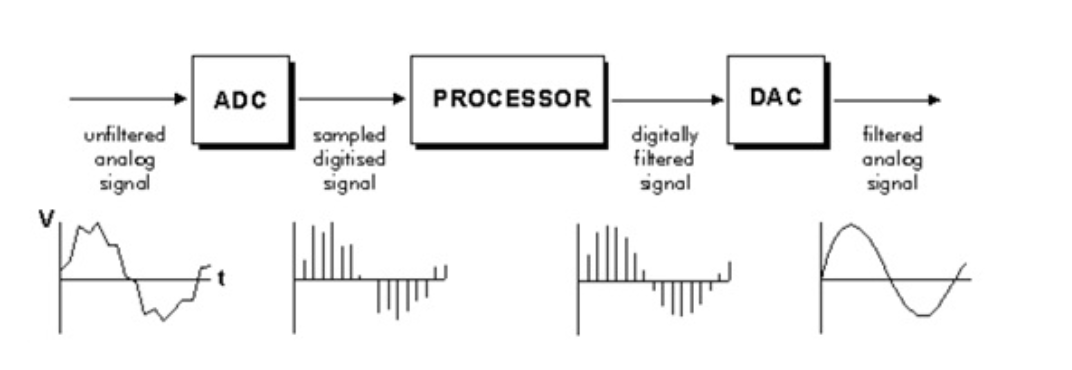 ADC
PROCESSOR
DAC
unfiltered
analog
signal
sampled
digitised
signal
digitally
filtered
signal
filtered
analog
signal
V
t